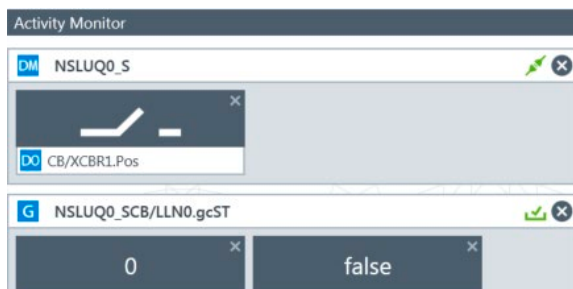 Activity Monitor
DM NSLUQ0_S
DO CB/XCBR1.Pos
G NSLUQ0_SCB/LLN0.gcST
0 false